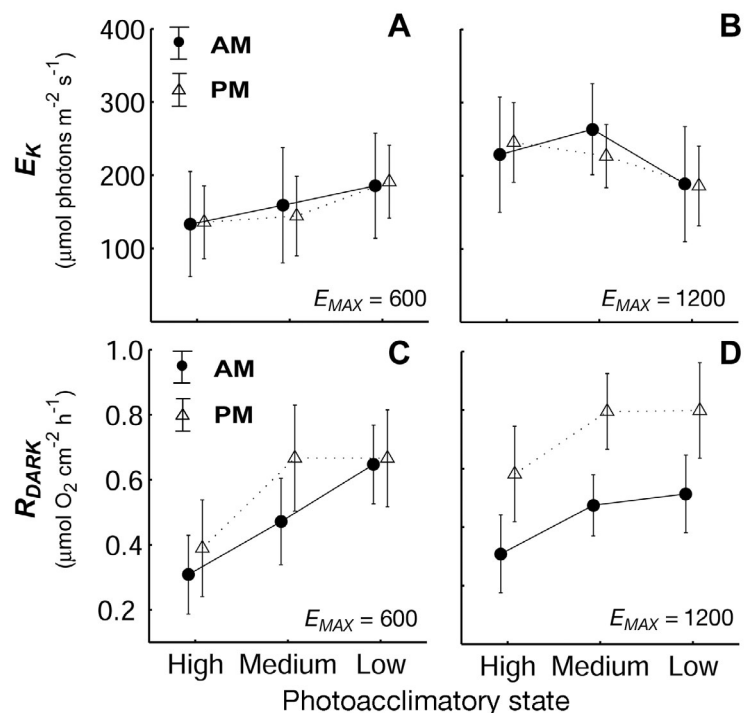 A
B
400
300
200
100
E_K
(μmol photons m⁻² s⁻¹)
AM
PM
E_MAX = 600
E_MAX = 1200
C
D
1.0
0.8
0.6
0.4
0.2
R_DARK
(μmol O₂ cm⁻² h⁻¹)
AM
PM
E_MAX = 600
E_MAX = 1200
High Medium Low
High Medium Low
Photoacclimatory state